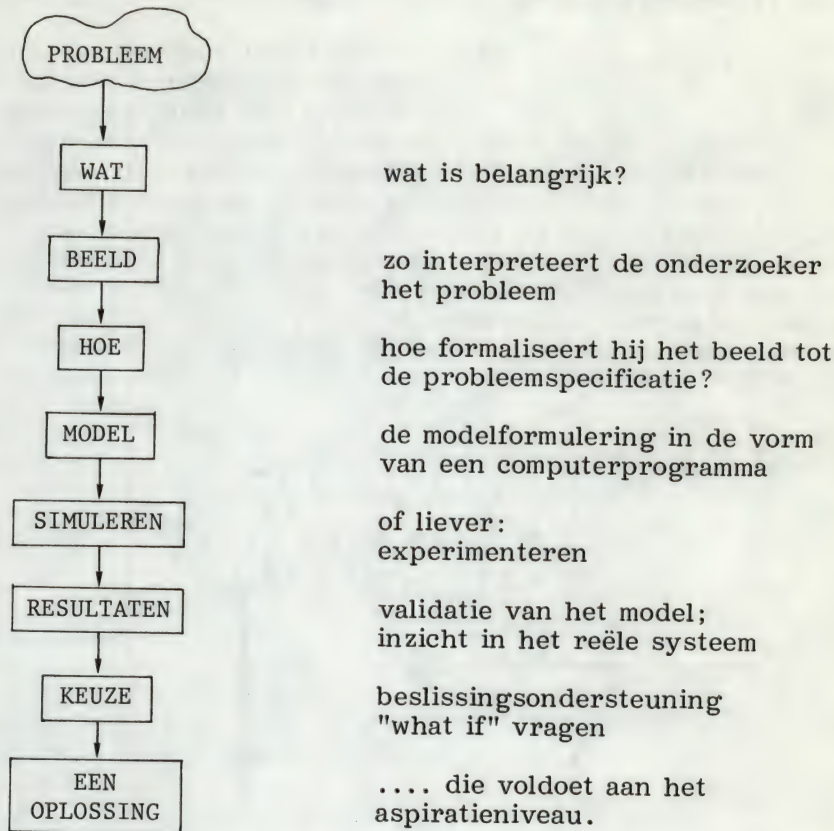 PROBLEEM
WAT
wat is belangrijk?
BEELD
zo interpreteert de onderzoeker
het probleem
HOE
hoe formaliseert hij het beeld tot
de probleemspecificatie?
MODEL
de modelformulering in de vorm
van een computerprogramma
SIMULEREN
of liever:
experimenteren
RESULTATEN
validatie van het model;
inzicht in het reële systeem
KEUZE
beslissingsondersteuning
"what if" vragen
EEN
OPLOSSING
.... die voldoet aan het
aspiratieniveau.